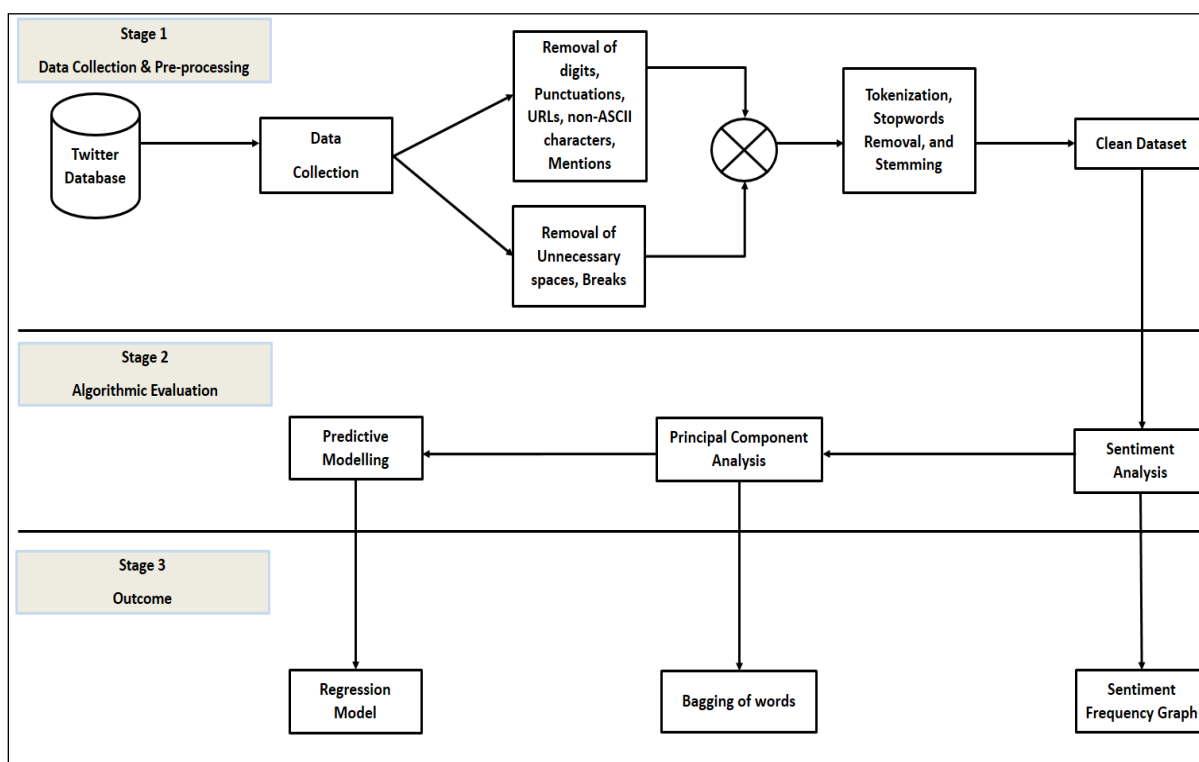 Stage 1
Data Collection & Pre-processing
Twitter
Database
Data
Collection
Removal of
digits,
Punctuations,
URLs, non-ASCII
characters,
Mentions
Removal of
Unnecessary
spaces, Breaks
Tokenization,
Stopwords
Removal, and
Stemming
Clean Dataset
Stage 2
Algorithmic Evaluation
Predictive
Modelling
Principal Component
Analysis
Sentiment
Analysis
Stage 3
Outcome
Regression
Model
Bagging of words
Sentiment
Frequency Graph